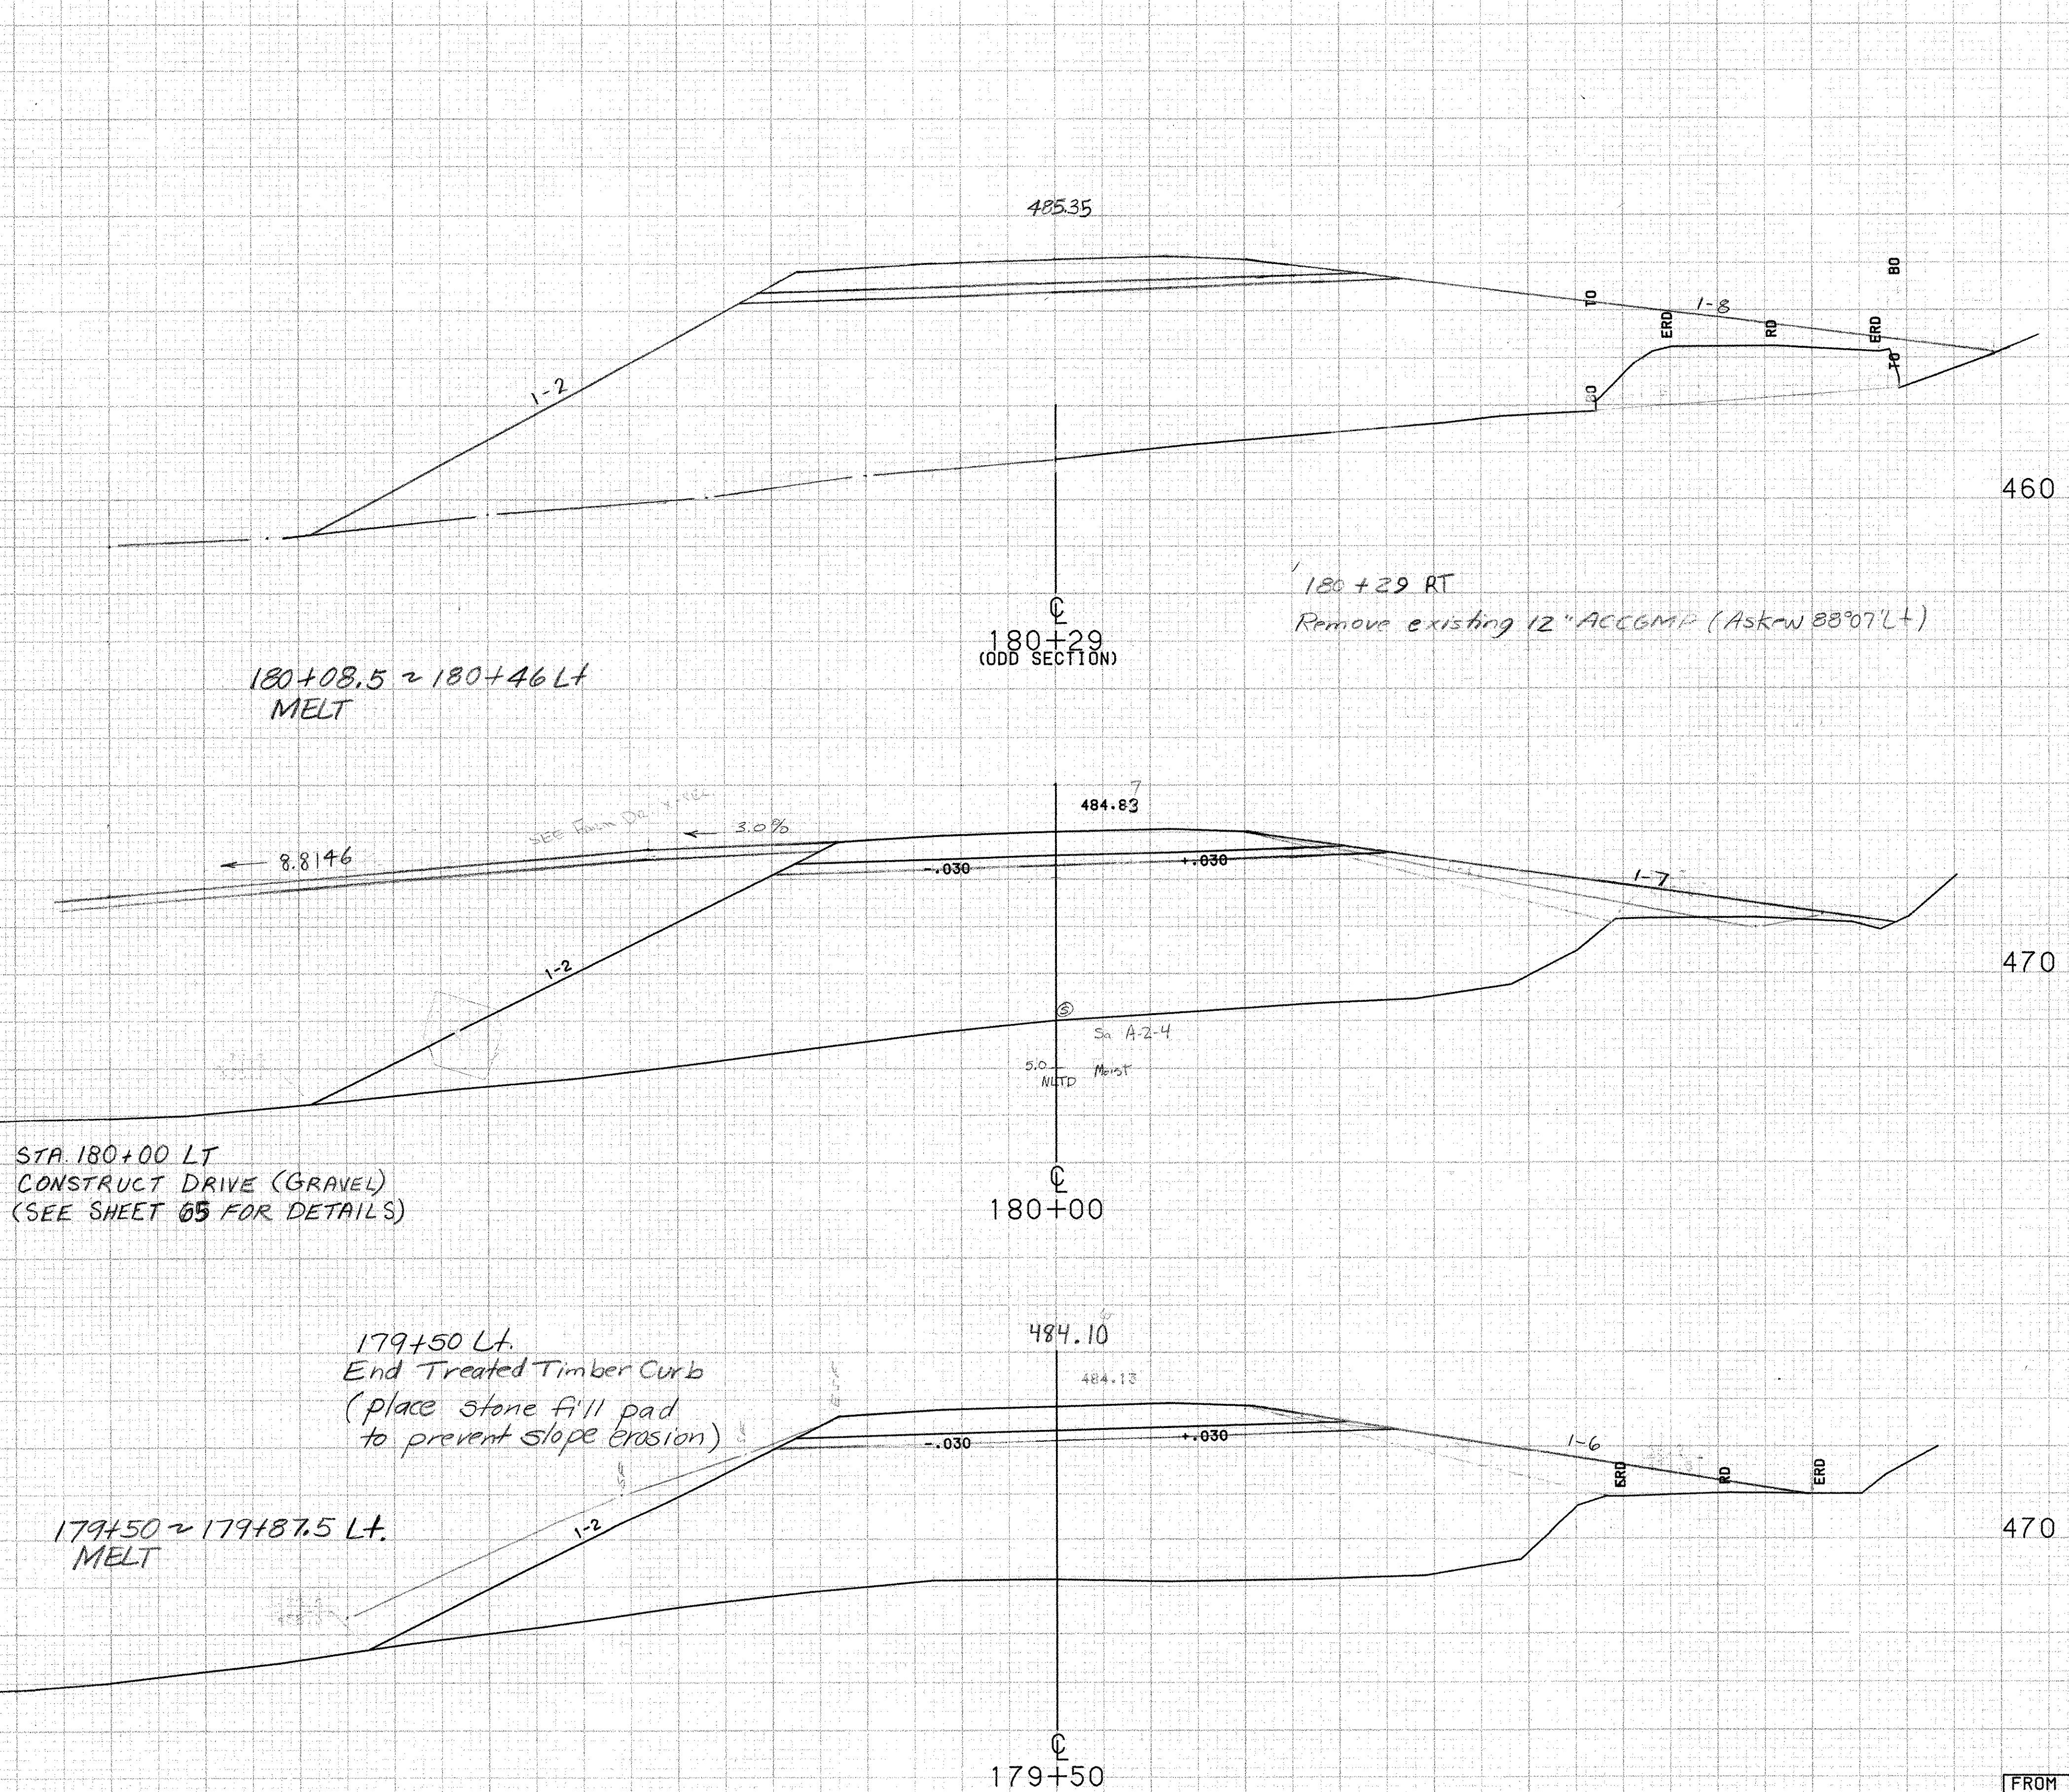 485.35
BO
TO
1-8
ERD
RD
ERD
TO
BO
1-2
460
180+29 RT
Remove existing 12" ACCGMP (Askew 88°07' Lt)
℄
180+29
(ODD SECTION)
180+08.5 ~ 180+46 Lt
MELT
7
484.83
SEE Farm Dr.
← 3.0%
← 8.8146
-.030
+.030
1-7
470
1-2
S
Sa A-2-4
5.0
Moist
NLTD
STA. 180+00 LT
CONSTRUCT DRIVE (GRAVEL)
(SEE SHEET 65 FOR DETAILS)
℄
180+00
179+50 Lt.
End Treated Timber Curb
(place stone fill pad
to prevent slope erosion)
484.10
484.13
-.030
+.030
1-6
ERD
RD
ERD
179+50 ~ 179+87.5 Lt.
MELT
1-2
470
℄
179+50
FROM